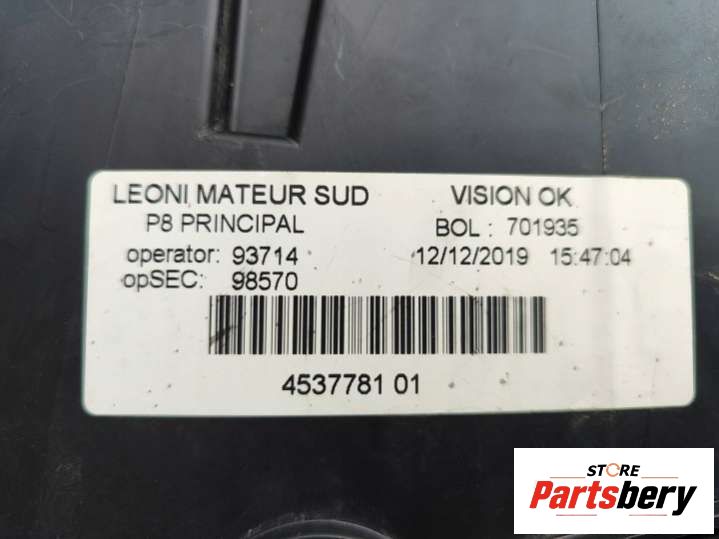 LEONI MATEUR SUD VISION OK
P8 PRINCIPAL BOL : 701935
operator: 93714 12/12/2019 15:47:04
opSEC: 98570
4537781 01
STORE
Partsbery